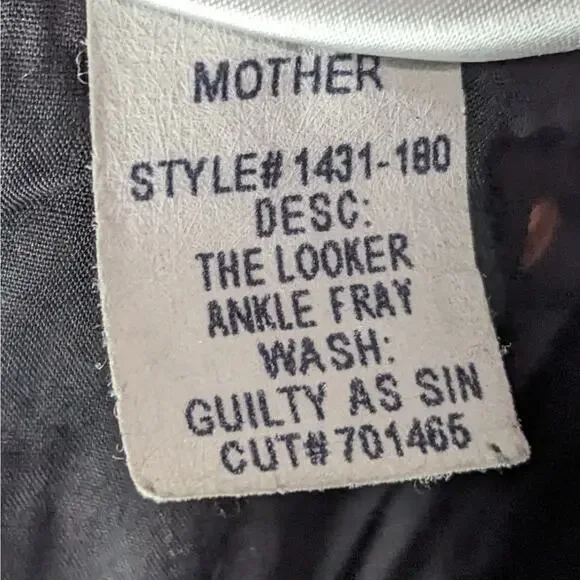 MOTHER
STYLE# 1431-180
DESC:
THE LOOKER
ANKLE FRAY
WASH:
GUILTY AS SIN
CUT# 701465